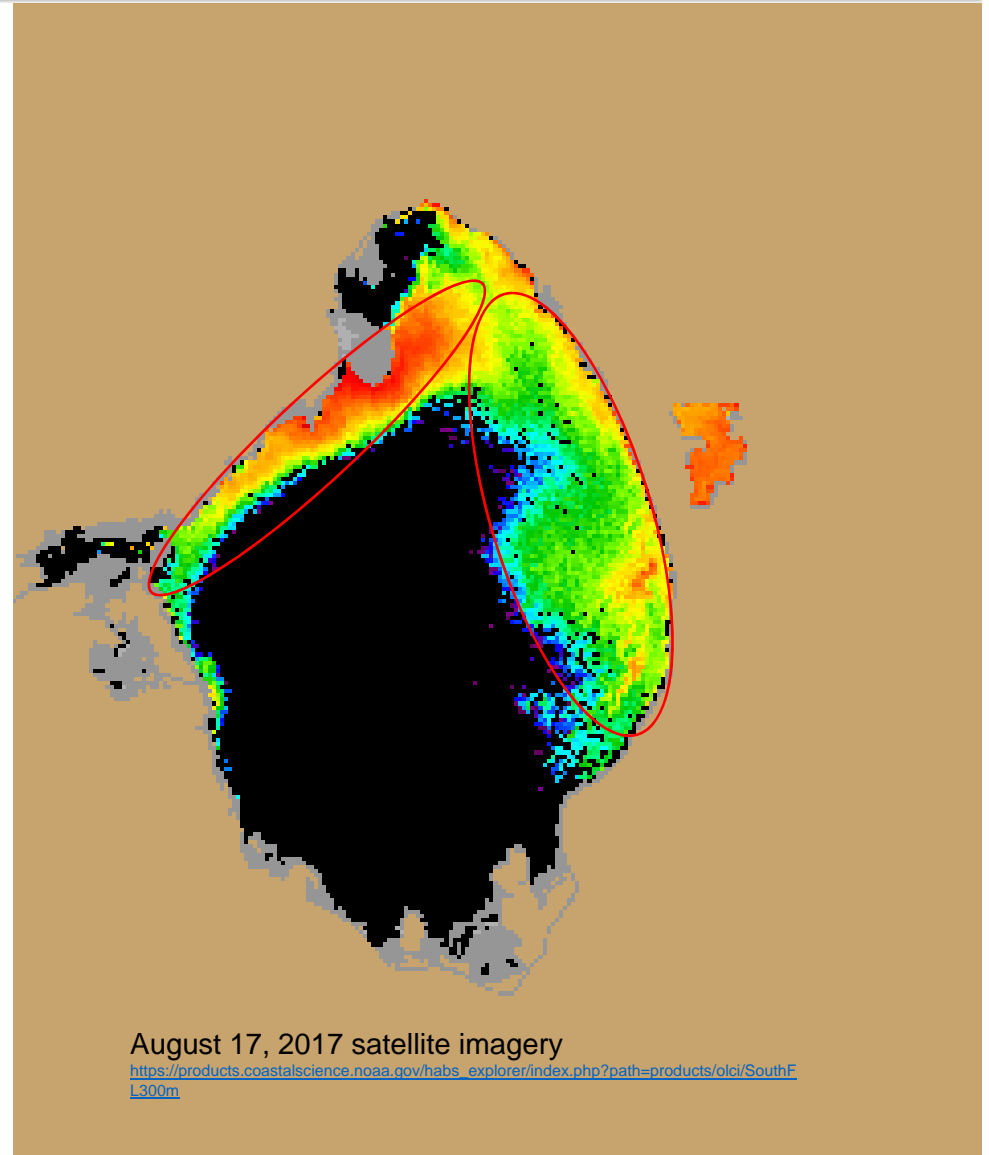 August 17, 2017 satellite imagery
https://products.coastalscience.noaa.gov/habs_explorer/index.php?path=products/olci/SouthF
L300m